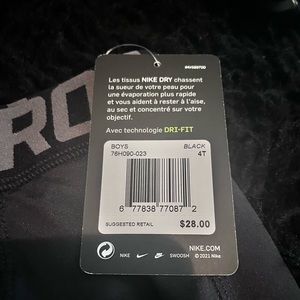 Les tissus NIKE DRY chassent
la sueur de votre peau pour
une évaporation plus rapide
et vous aident à rester à l'aise,
au sec et concentré sur votre
objectif.
Avec technologie DRI-FIT
BOYS BLACK
76H090-023 4T
6 77838 77087 2
SUGGESTED RETAIL $28.00
NIKE.COM
NIKE SWOOSH © 2021 Nike
RO